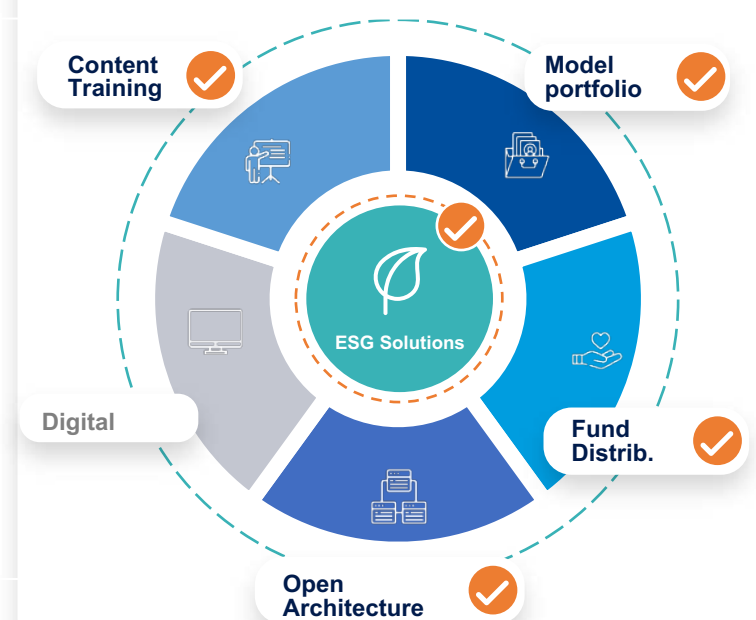 Content
Training
Model
portfolio
ESG Solutions
Digital
Fund
Distrib.
Open
Architecture